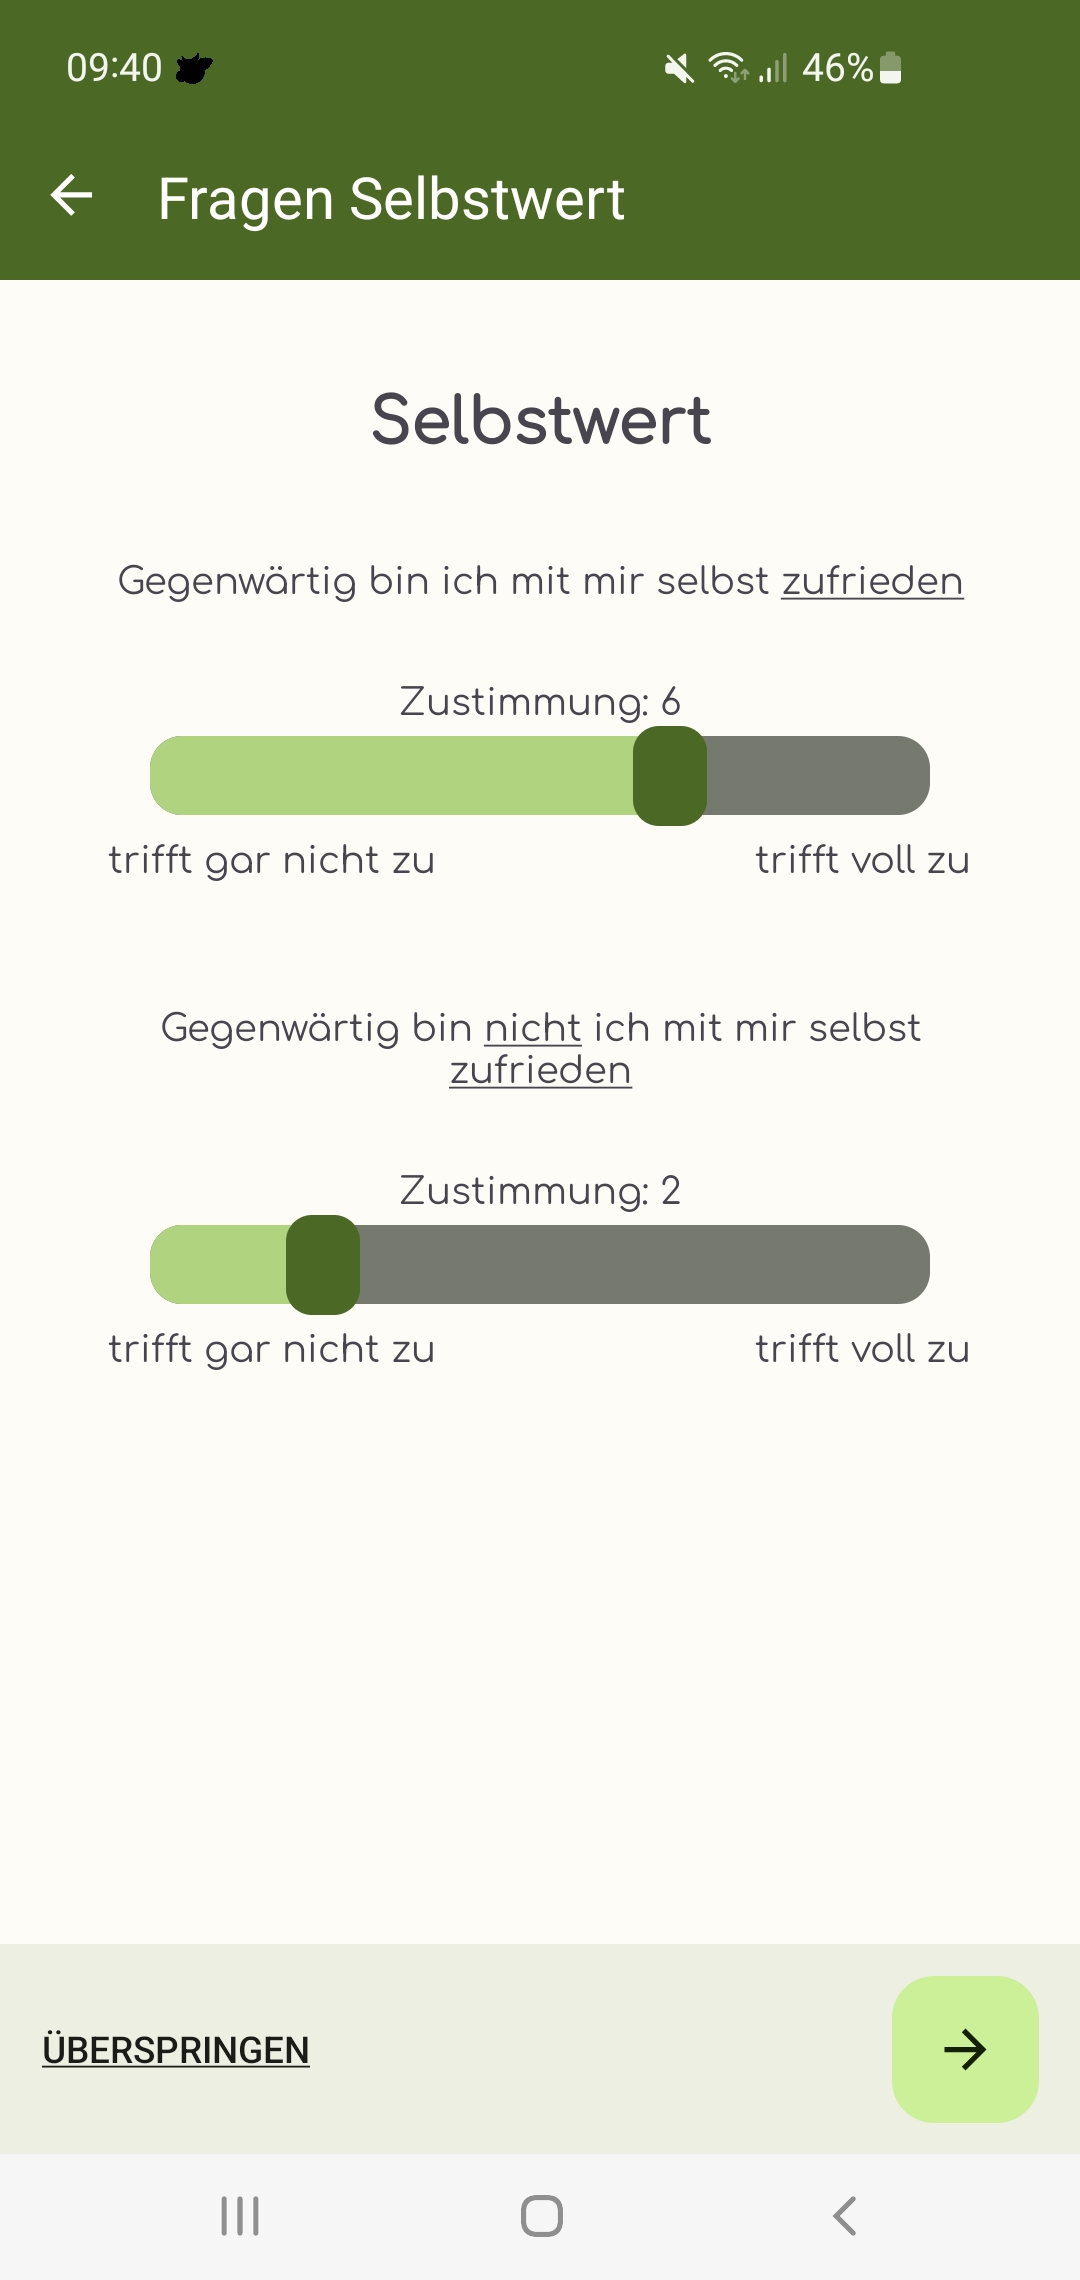 09:40
46%
Fragen Selbstwert
Selbstwert
Gegenwärtig bin ich mit mir selbst zufrieden
Zustimmung: 6
trifft gar nicht zu
trifft voll zu
Gegenwärtig bin nicht ich mit mir selbst
zufrieden
Zustimmung: 2
trifft gar nicht zu
trifft voll zu
ÜBERSPRINGEN